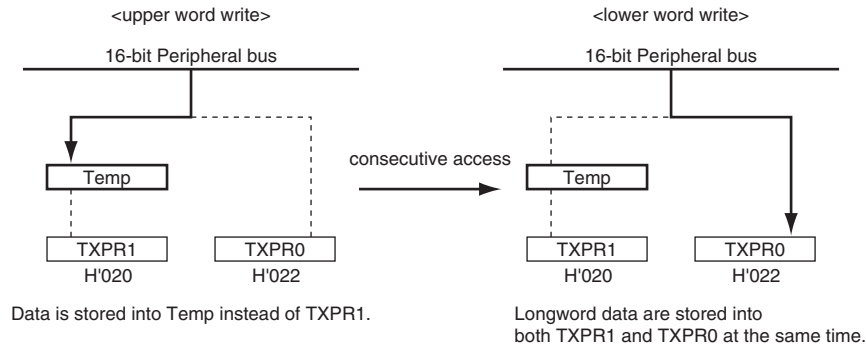 <upper word write>
16-bit Peripheral bus
Temp
TXPR1 TXPR0
H'020 H'022
Data is stored into Temp instead of TXPR1.
consecutive access
<lower word write>
16-bit Peripheral bus
Temp
TXPR1 TXPR0
H'020 H'022
Longword data are stored into
both TXPR1 and TXPR0 at the same time.